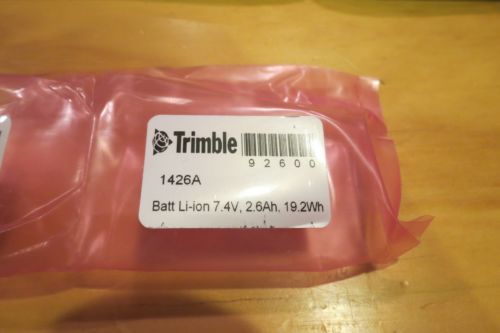 Trimble
92600
1426A
Batt Li-ion 7.4V, 2.6Ah, 19.2Wh